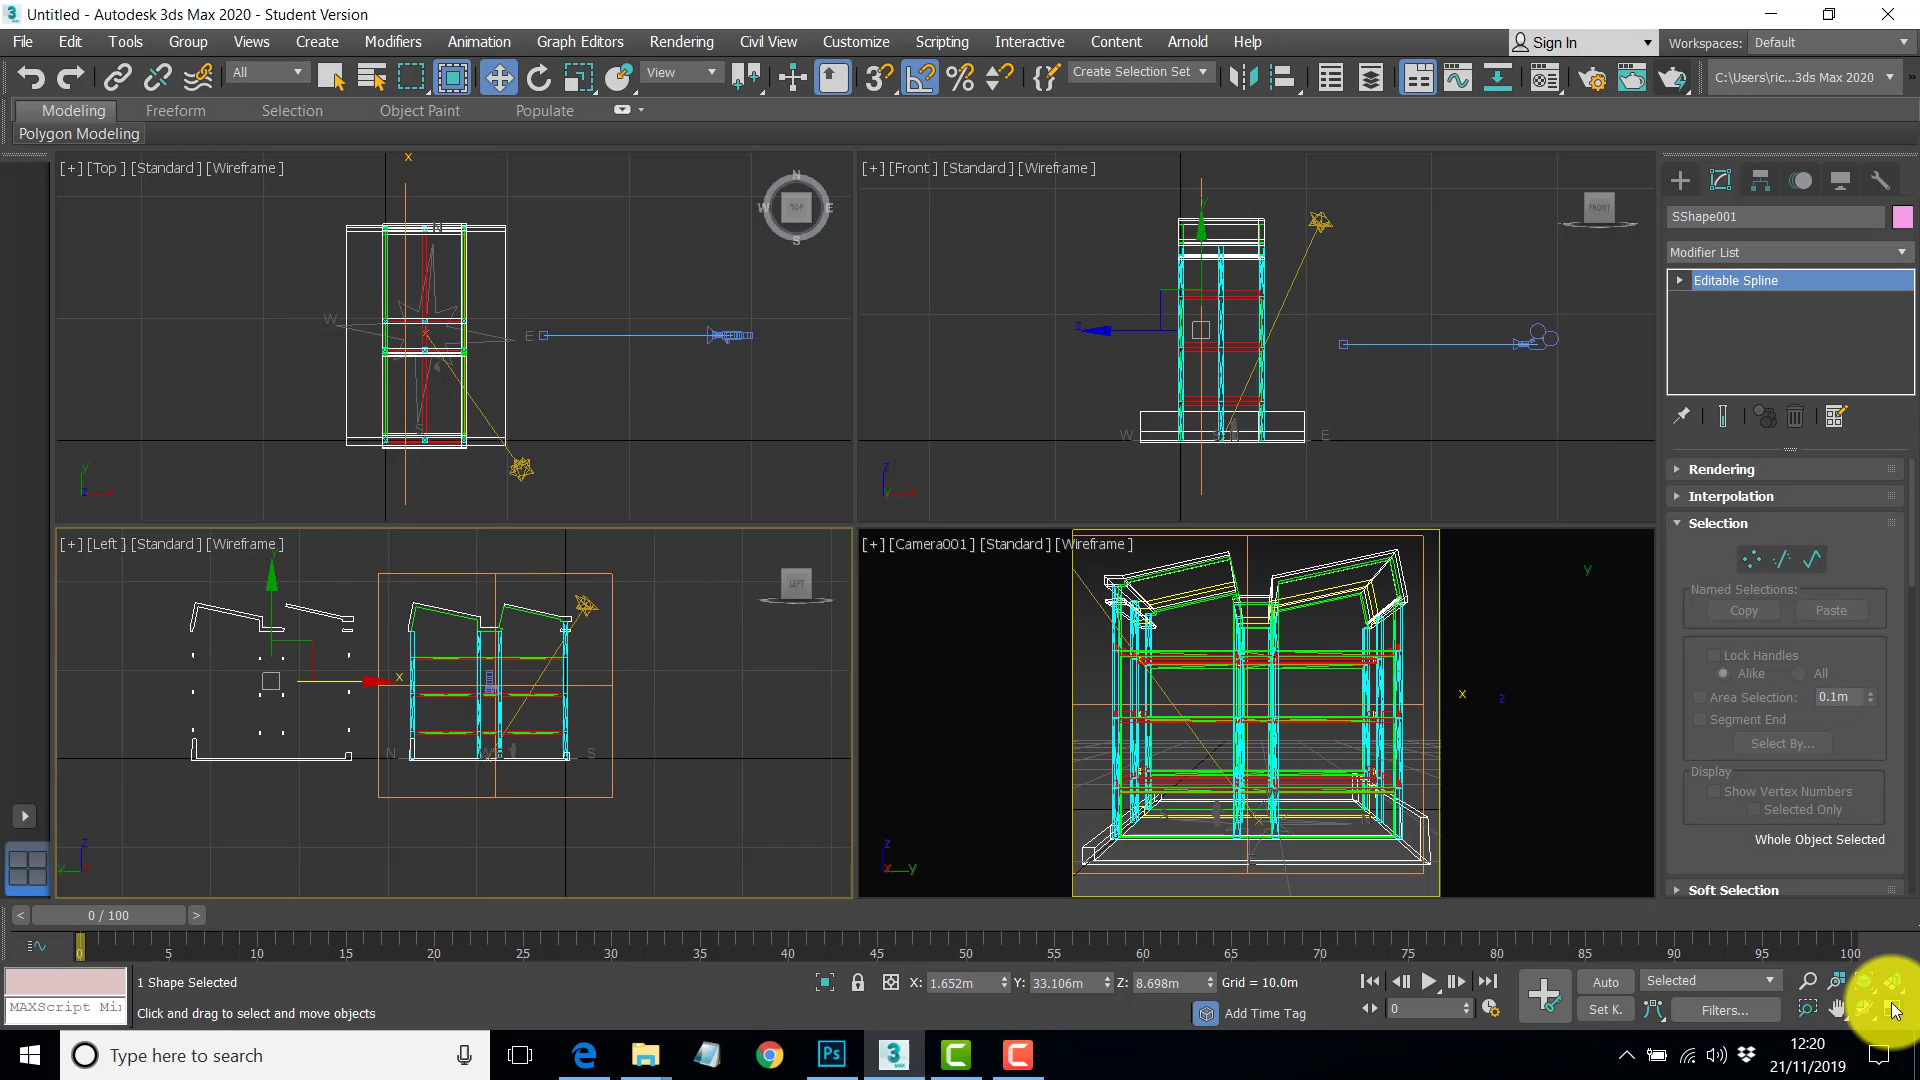 Untitled - Autodesk 3ds Max 2020 - Student Version
File Edit Tools Group Views Create Modifiers Animation Graph Editors Rendering Civil View Customize Scripting Interactive Content Arnold Help
Sign In Workspaces: Default
All View Create Selection Set C:\Users\ric...3ds Max 2020
Modeling Freeform Selection Object Paint Populate
Polygon Modeling
[+] [Top ] [Standard ] [Wireframe ]
[+] [Front ] [Standard ] [Wireframe ]
[+] [Left ] [Standard ] [Wireframe ]
[+] [Camera001 ] [Standard ] [Wireframe ]
SShape001
Modifier List
Editable Spline
Rendering
Interpolation
Selection
Named Selections:
Copy Paste
Lock Handles
Alike All
Area Selection: 0.1m
Segment End
Select By...
Display
Show Vertex Numbers
Selected Only
Whole Object Selected
Soft Selection
< 0 / 100 >
0 5 10 15 20 25 30 35 40 45 50 55 60 65 70 75 80 85 90 95 100
1 Shape Selected X: 1.652m Y: 33.106m Z: 8.698m Grid = 10.0m Auto Selected
MAXScript Mi Click and drag to select and move objects Add Time Tag 0 Set K. Filters...
Type here to search
12:20
21/11/2019